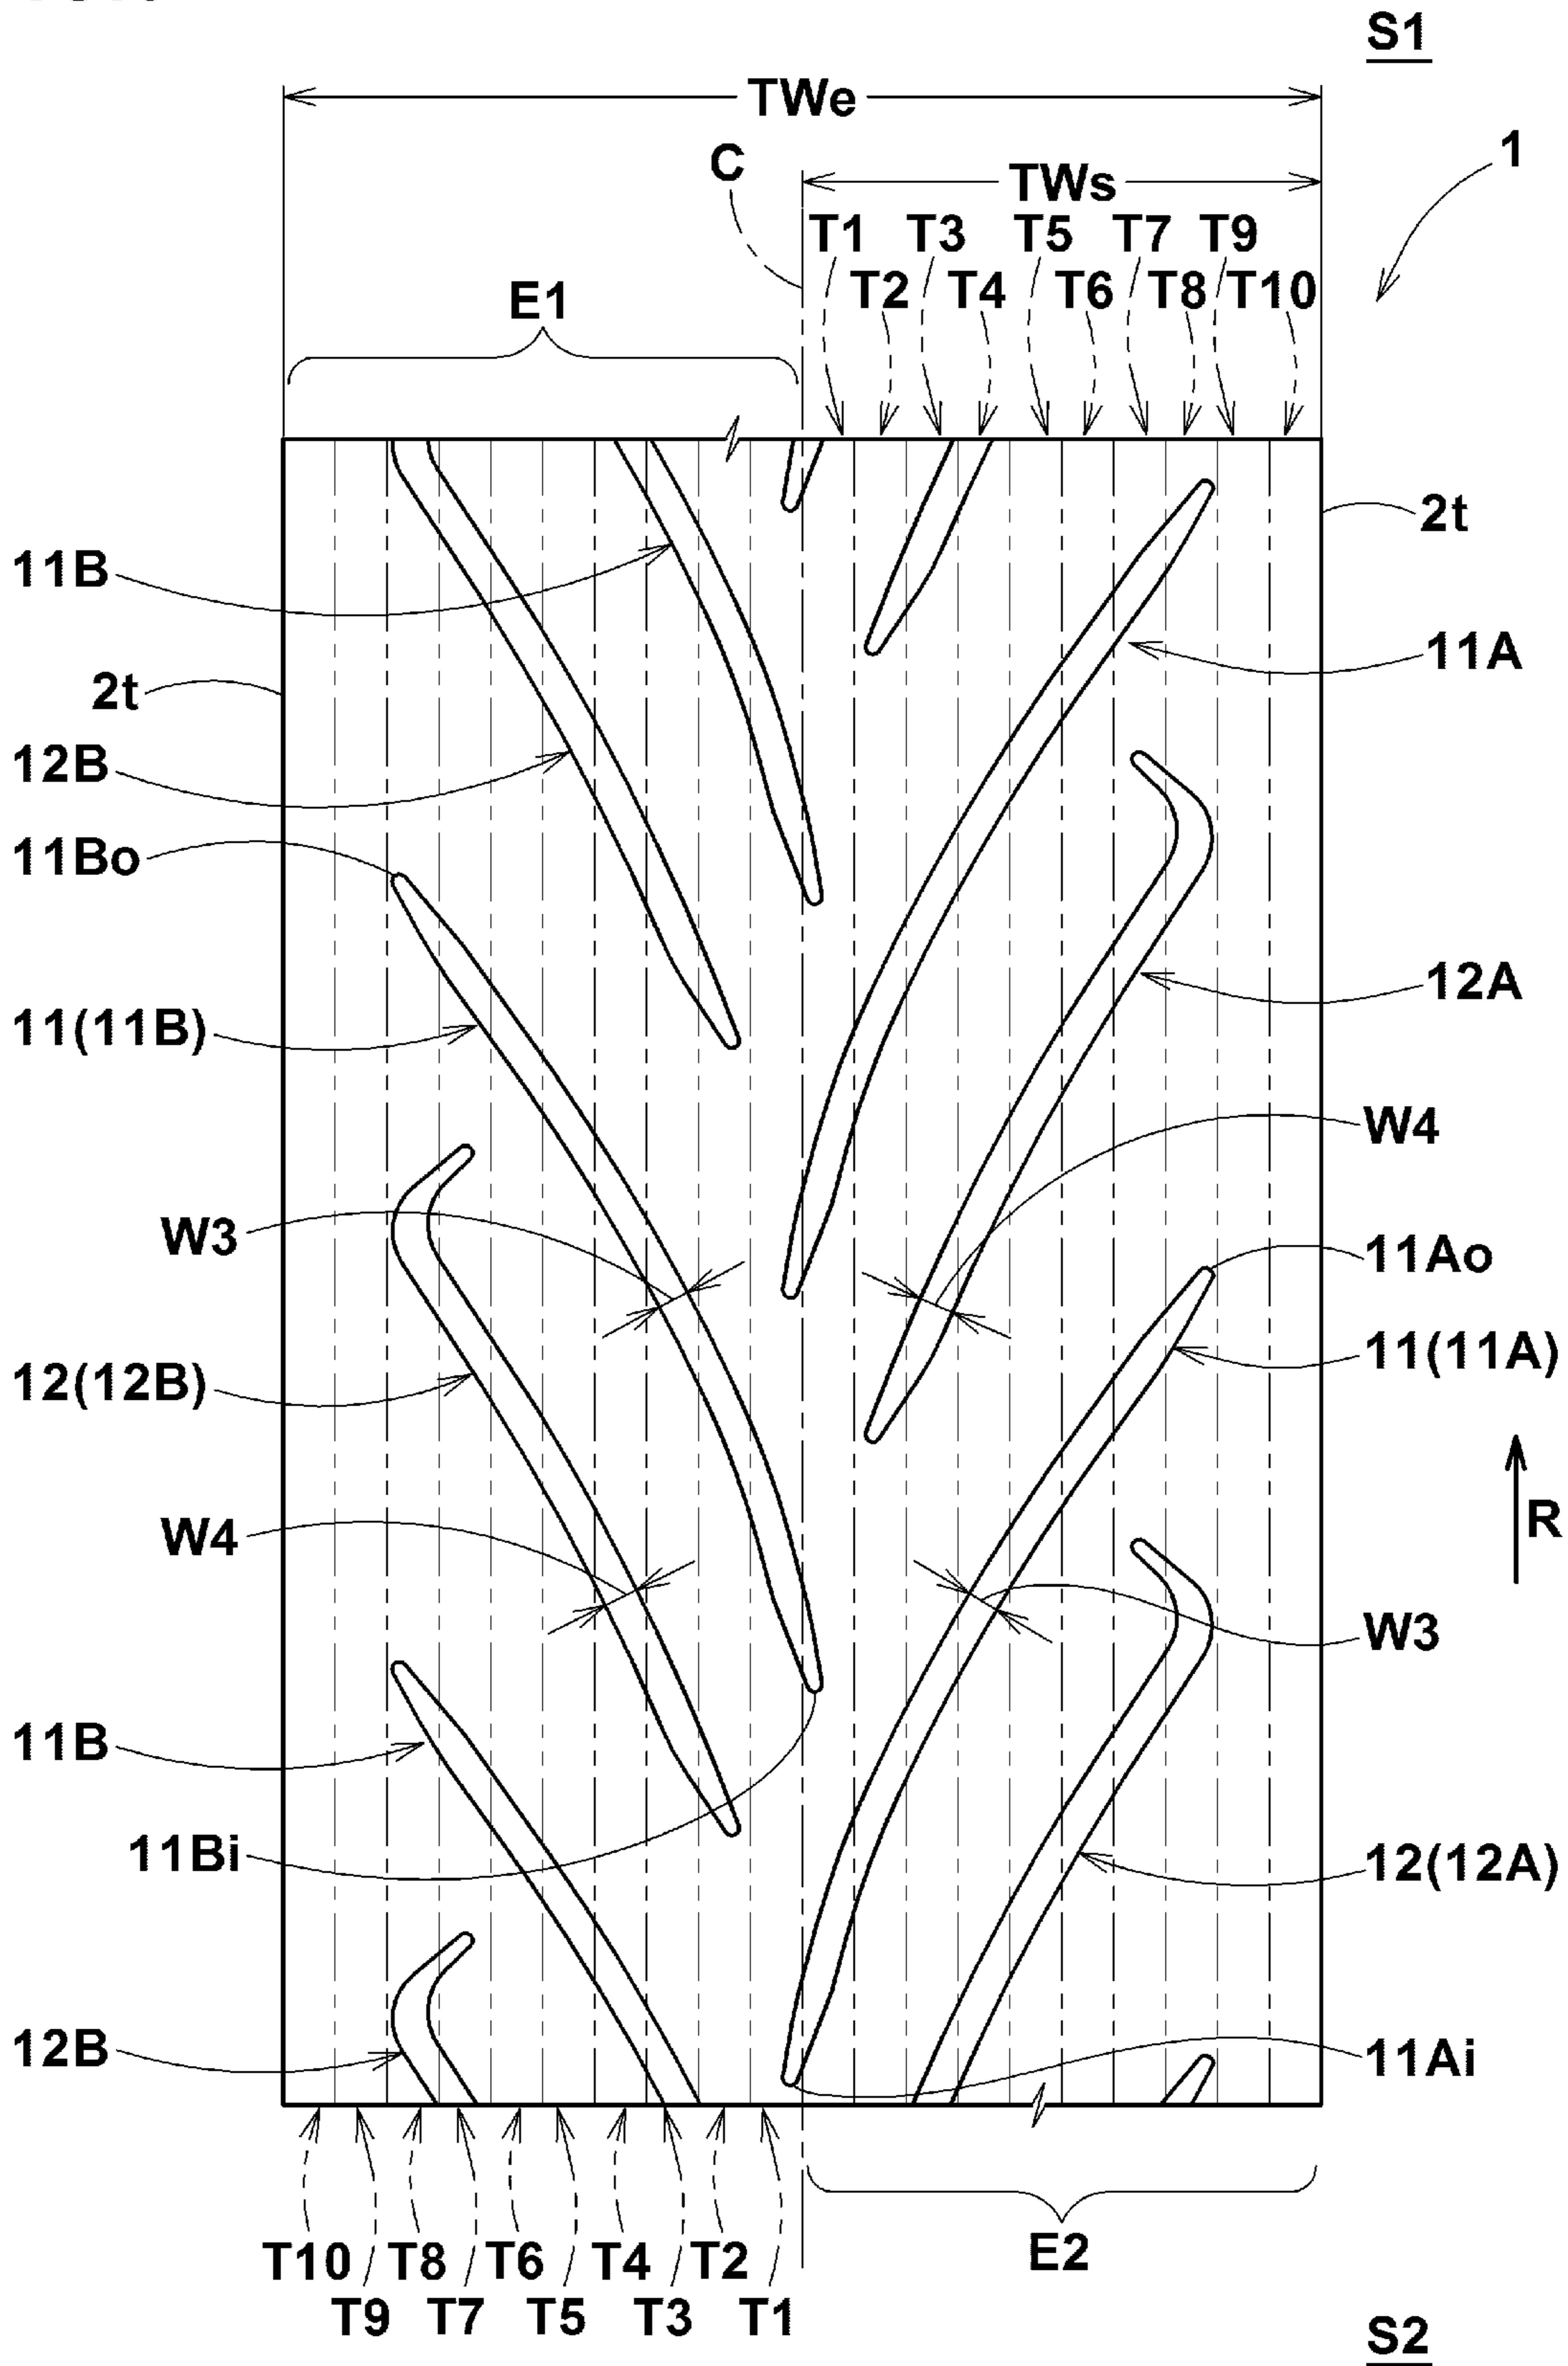 S1
TWe
C
TWs
1
T1 T3 T5 T7 T9
T2 T4 T6 T8 T10
E1
2t
11B
11A
2t
12B
11Bo
12A
11(11B)
W4
W3
11Ao
11(11A)
12(12B)
R
W4
W3
11B
11Bi
12(12A)
12B
11Ai
T10 T8 T6 T4 T2
E2
T9 T7 T5 T3 T1
S2